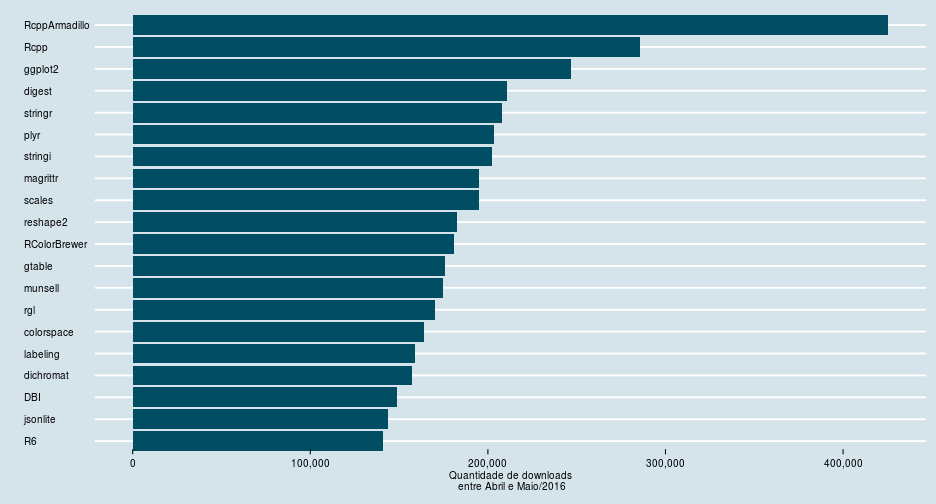 RcppArmadillo
Rcpp
ggplot2
digest
stringr
plyr
stringi
magrittr
scales
reshape2
RColorBrewer
gtable
munsell
rgl
colorspace
labeling
dichromat
DBI
jsonlite
R6
0 100,000 200,000 300,000 400,000
Quantidade de downloads
entre Abril e Maio/2016